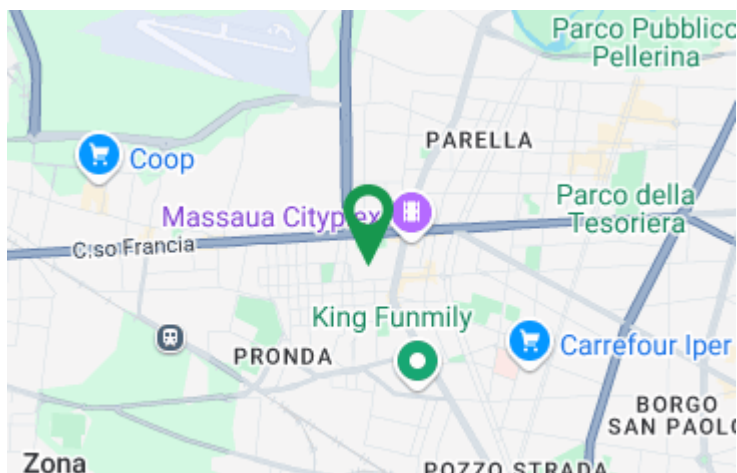 Parco Pubblico
Pellerina
PARELLA
Coop
Parco della
Tesoriera
Massaua Cityplex
C.so Francia
King Funmily
Carrefour Iper
PRONDA
BORGO
SAN PAOLO
Zona
POZZO STRADA